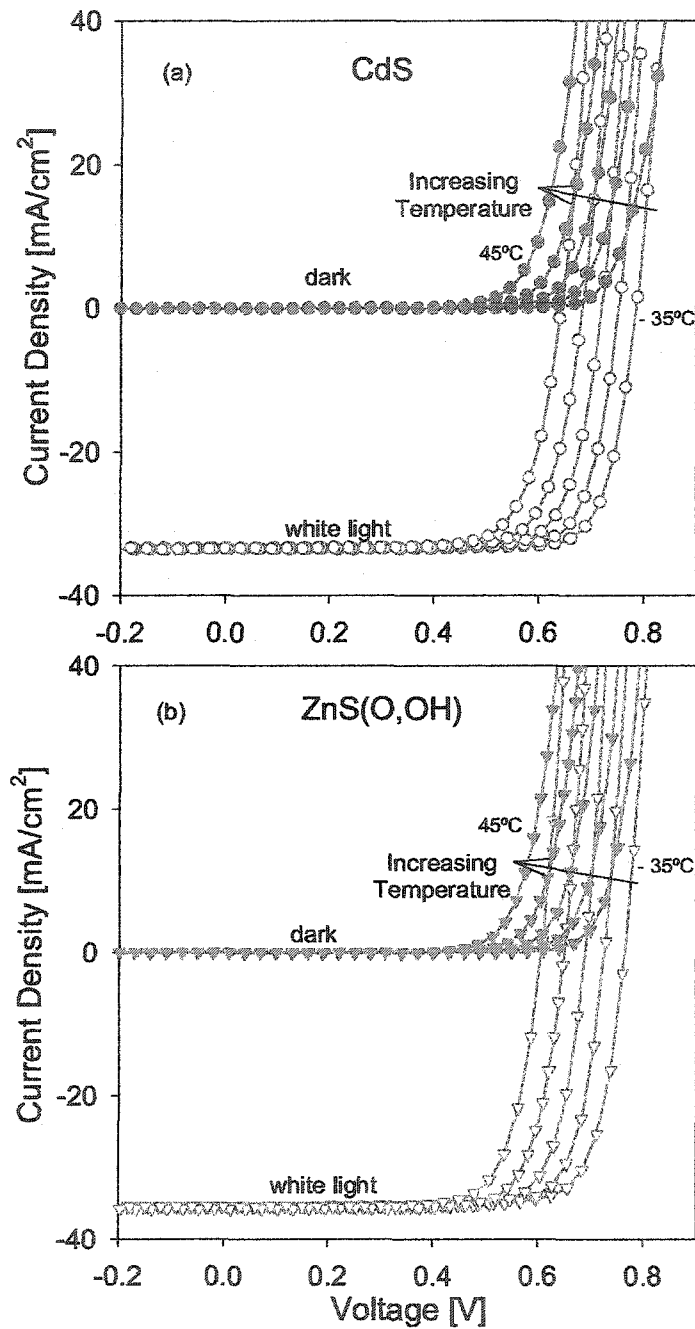 40
(a)
CdS
20
Increasing
Temperature
45ºC
dark
0
- 35ºC
-20
white light
-40
Current Density [mA/cm²]
-0.2 0.0 0.2 0.4 0.6 0.8
40
(b)
ZnS(O,OH)
20
45ºC
Increasing
Temperature
- 35ºC
dark
0
-20
white light
-40
Current Density [mA/cm²]
-0.2 0.0 0.2 0.4 0.6 0.8
Voltage [V]